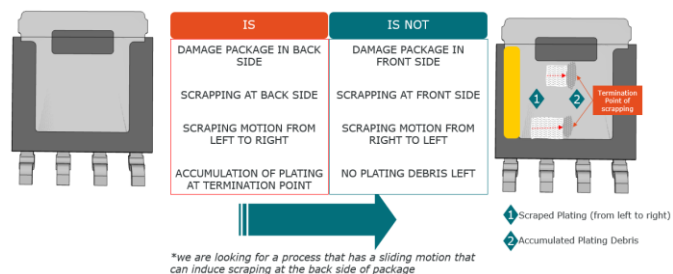 IS
IS NOT
DAMAGE PACKAGE IN BACK
SIDE
DAMAGE PACKAGE IN
FRONT SIDE
SCRAPPING AT BACK SIDE
SCRAPPING AT FRONT SIDE
SCRAPING MOTION FROM
LEFT TO RIGHT
SCRAPING MOTION FROM
RIGHT TO LEFT
ACCUMULATION OF PLATING
AT TERMINATION POINT
NO PLATING DEBRIS LEFT
*we are looking for a process that has a sliding motion that
can induce scraping at the back side of package
1
2
Termination
Point of
scrapping
1 Scraped Plating (from left to right)
2 Accumulated Plating Debris